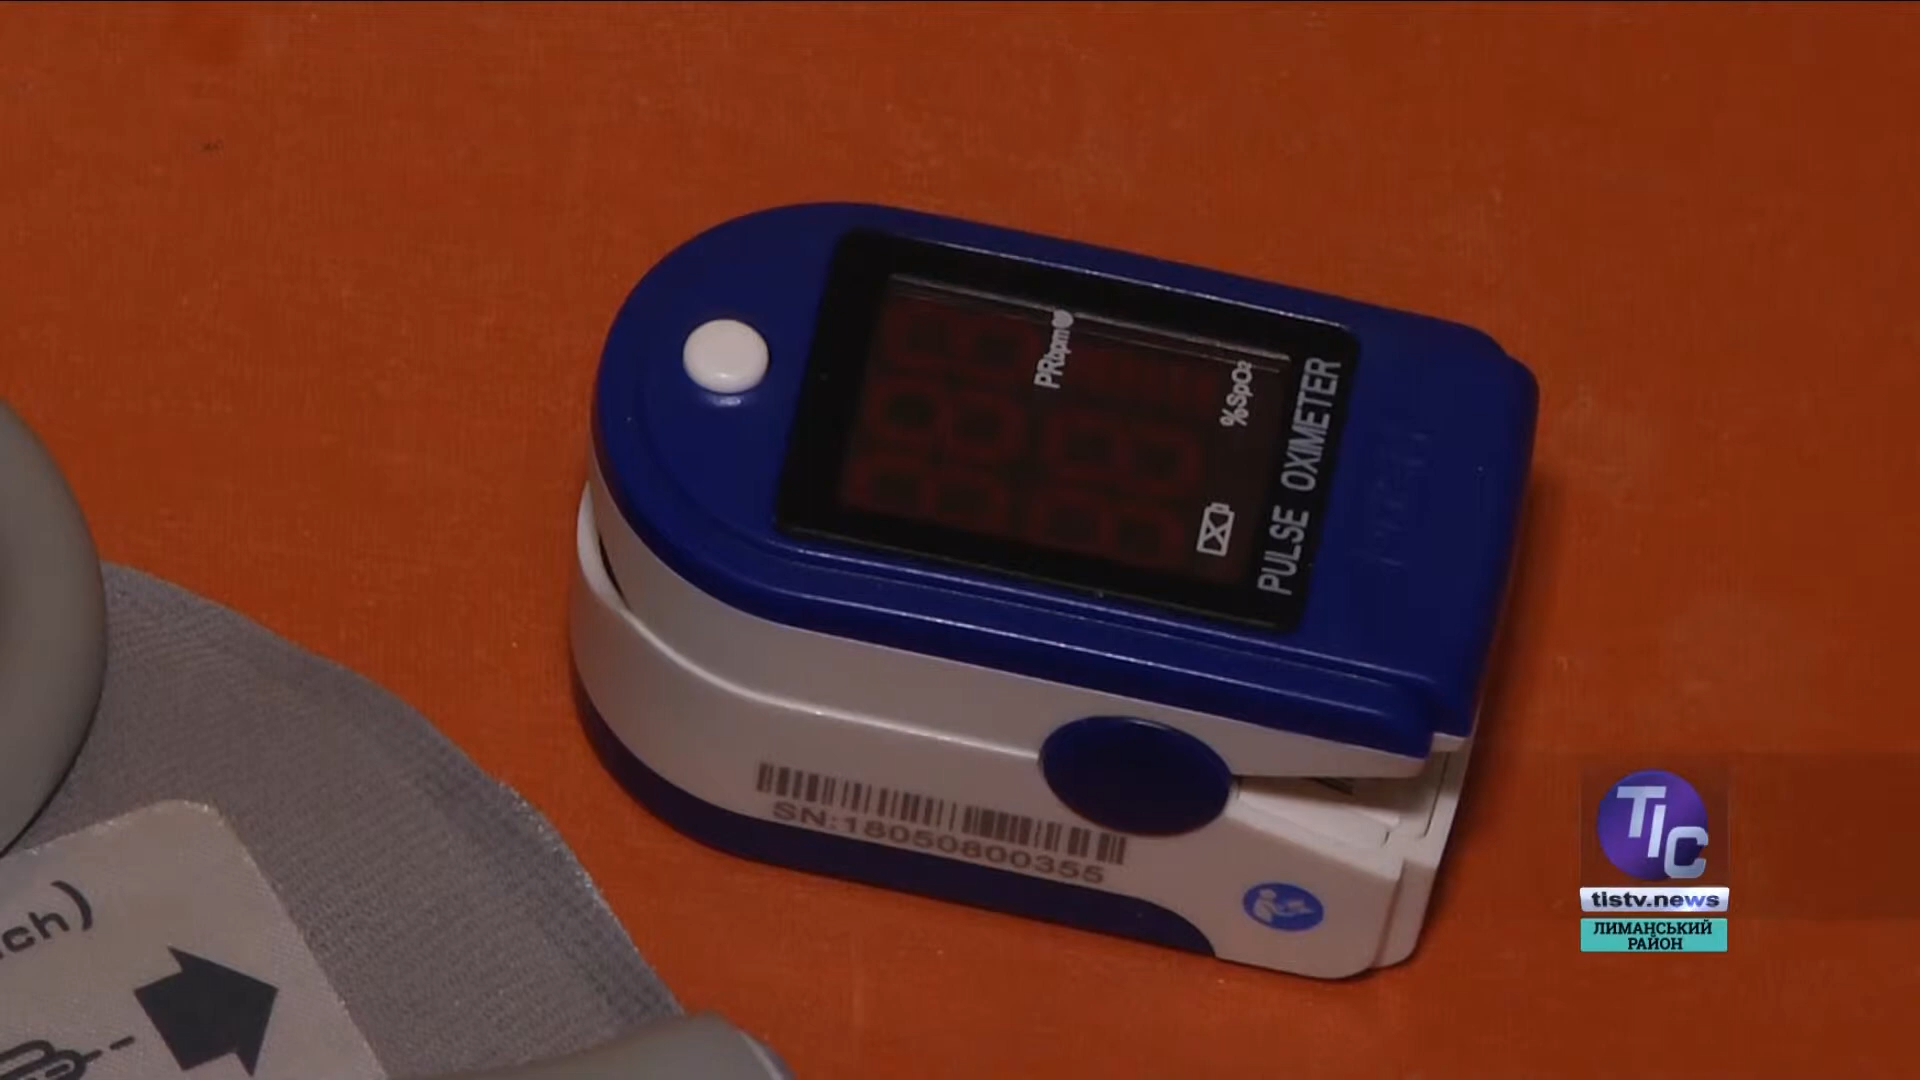 PRbpm
%SpO2
PULSE OXIMETER
SN:18050800355
ch)
TIC
tistv.news
ЛИМАНСЬКИЙ
РАЙОН